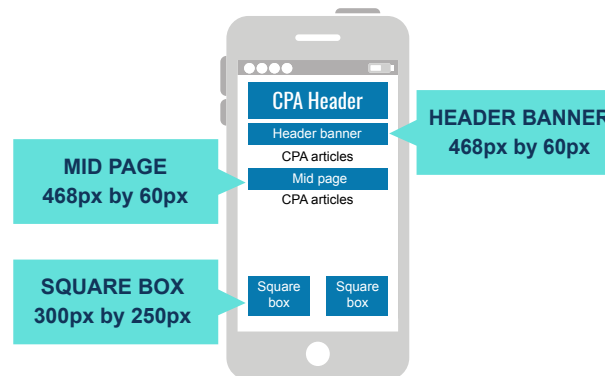 CPA Header
Header banner
HEADER BANNER
468px by 60px
CPA articles
MID PAGE
468px by 60px
Mid page
CPA articles
SQUARE BOX
300px by 250px
Square
box
Square
box